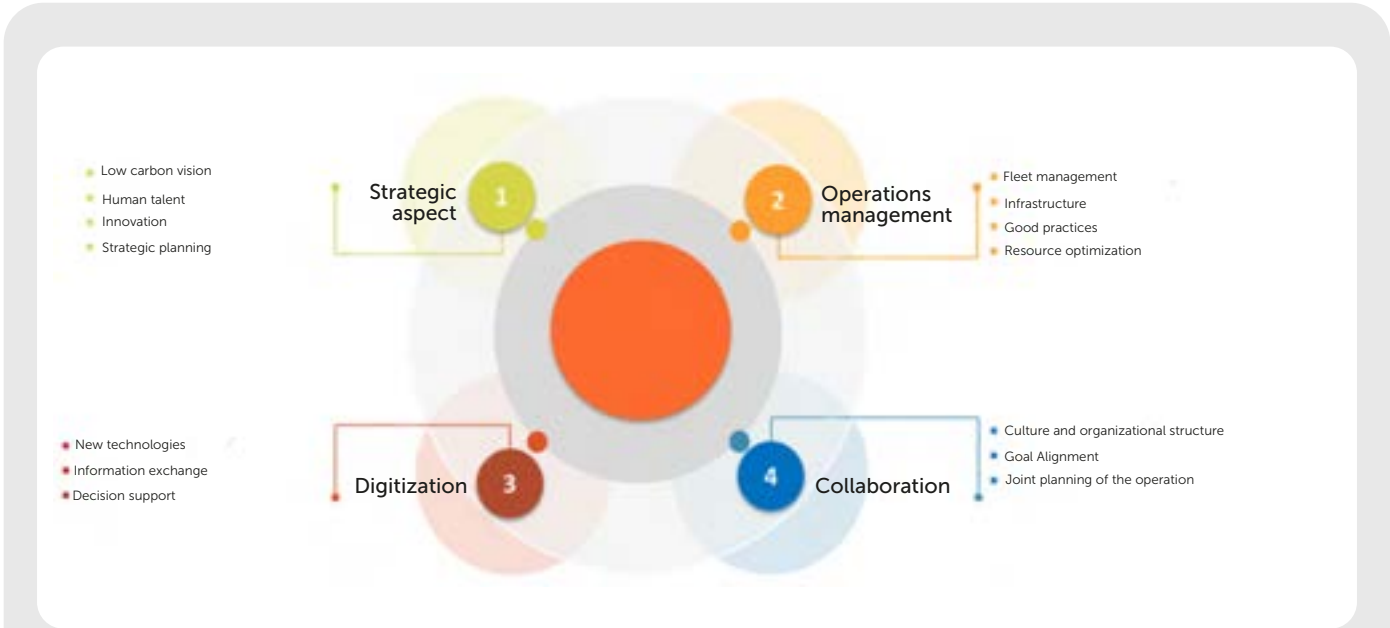 Low carbon vision
Human talent
Innovation
Strategic planning
Strategic
aspect
1
2
Operations
management
Fleet management
Infrastructure
Good practices
Resource optimization
New technologies
Information exchange
Decision support
Digitization
3
4
Collaboration
Culture and organizational structure
Goal Alignment
Joint planning of the operation